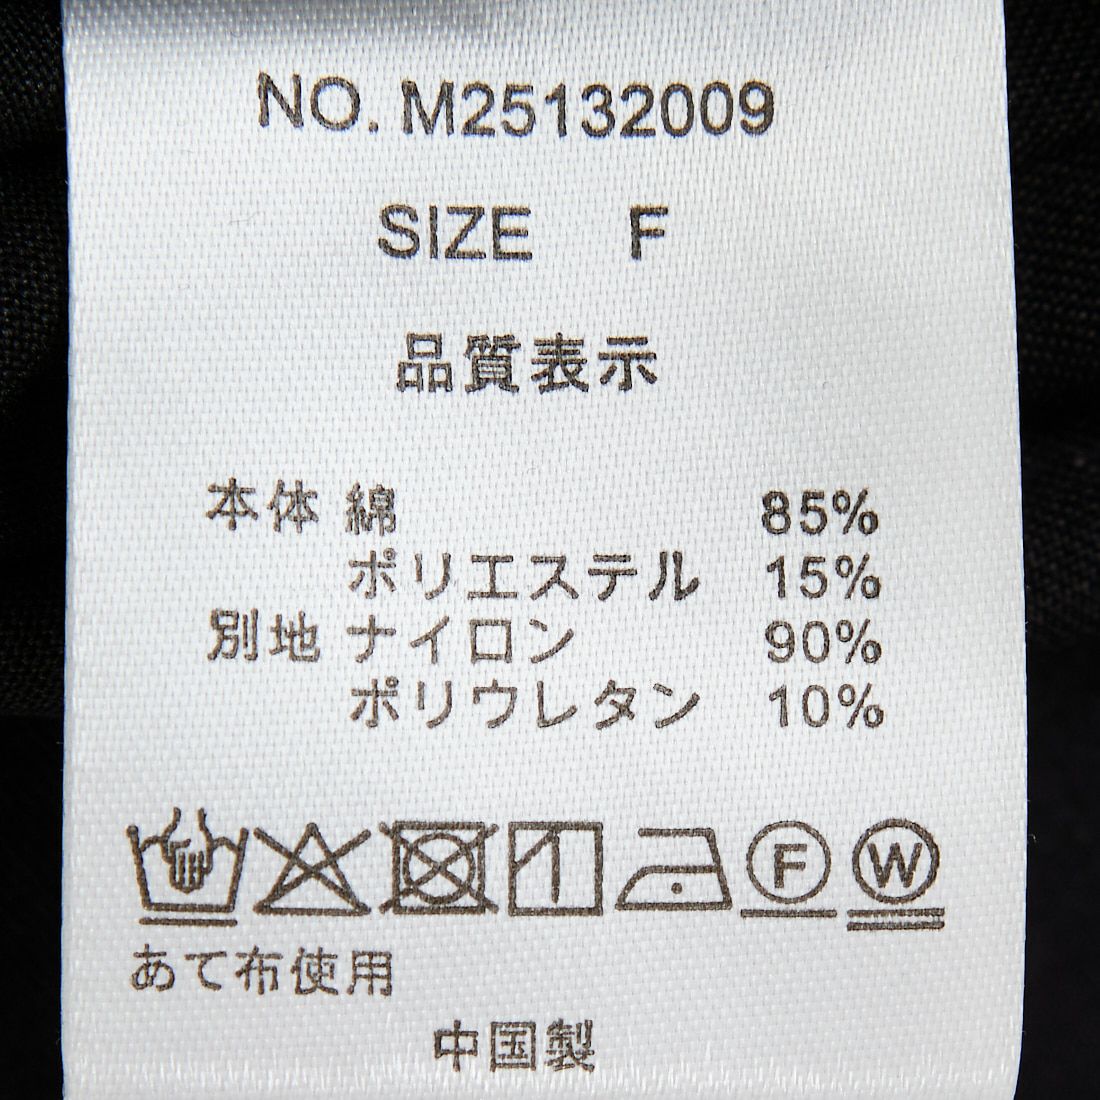 NO. M25132009
SIZE F
品質表示
本体 綿 85%
ポリエステル 15%
別地 ナイロン 90%
ポリウレタン 10%
F W
あて布使用
中国製